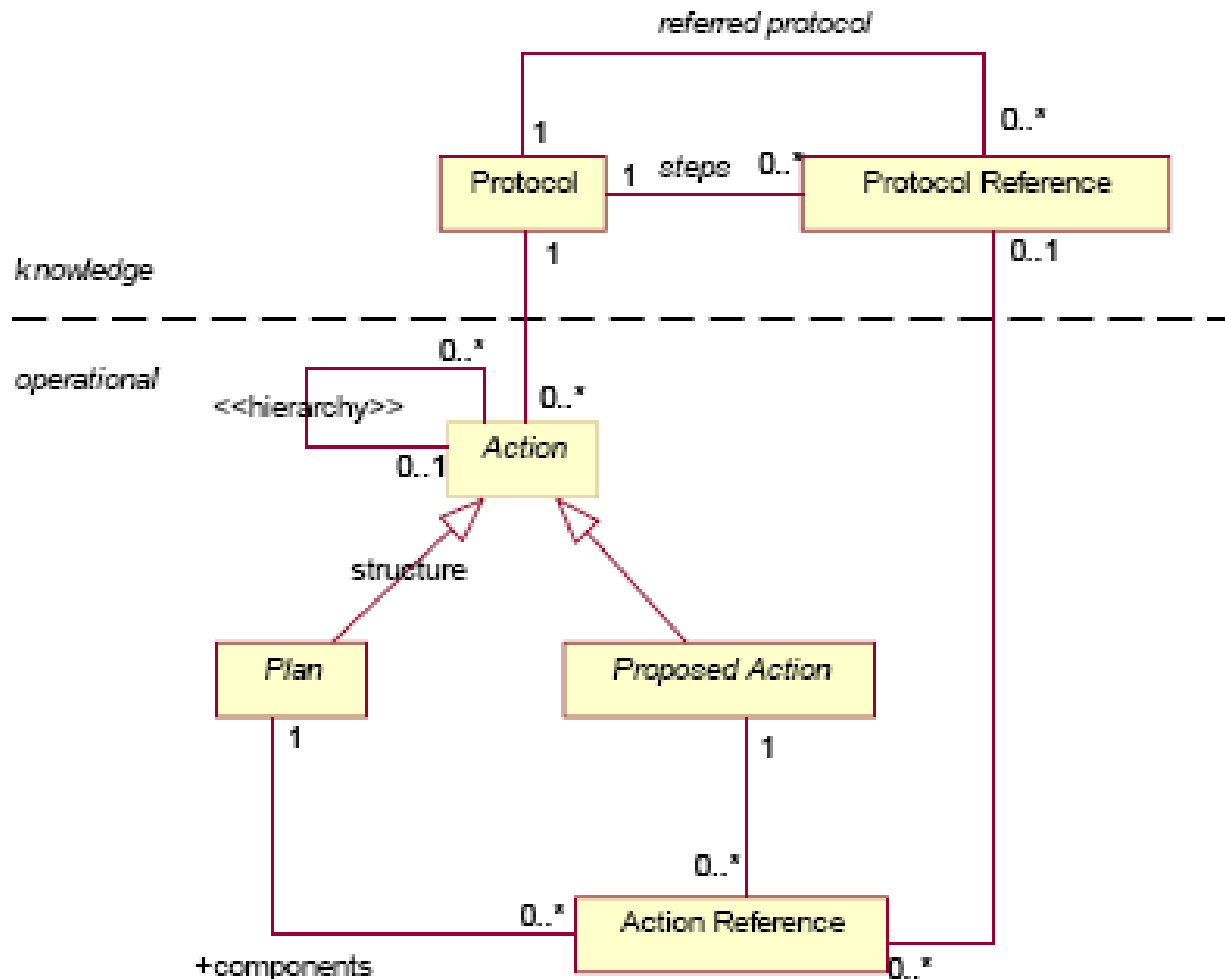 referred protocol
1
0..*
Protocol
1
steps
0..*
Protocol Reference
1
0..1
knowledge
operational
0..*
<<hierarchy>>
0..*
0..1
Action
structure
Plan
Proposed Action
1
1
0..*
0..*
Action Reference
+components
0..*